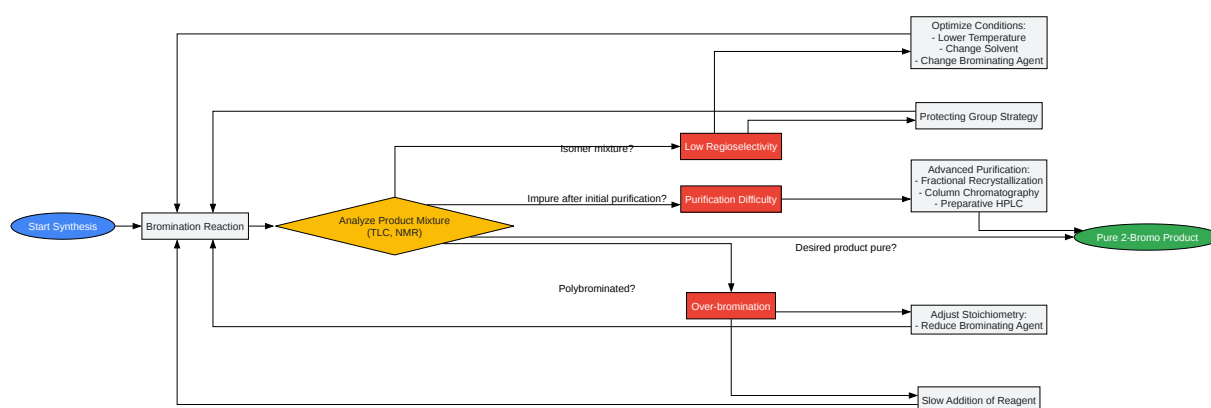 Optimize Conditions:
- Lower Temperature
- Change Solvent
- Change Brominating Agent
Protecting Group Strategy
Isomer mixture?
Low Regioselectivity
Advanced Purification:
- Fractional Recrystallization
- Column Chromatography
- Preparative HPLC
Impure after initial purification?
Purification Difficulty
Start Synthesis
Bromination Reaction
Analyze Product Mixture
(TLC, NMR)
Desired product pure?
Pure 2-Bromo Product
Polybrominated?
Over-bromination
Adjust Stoichiometry:
- Reduce Brominating Agent
Slow Addition of Reagent